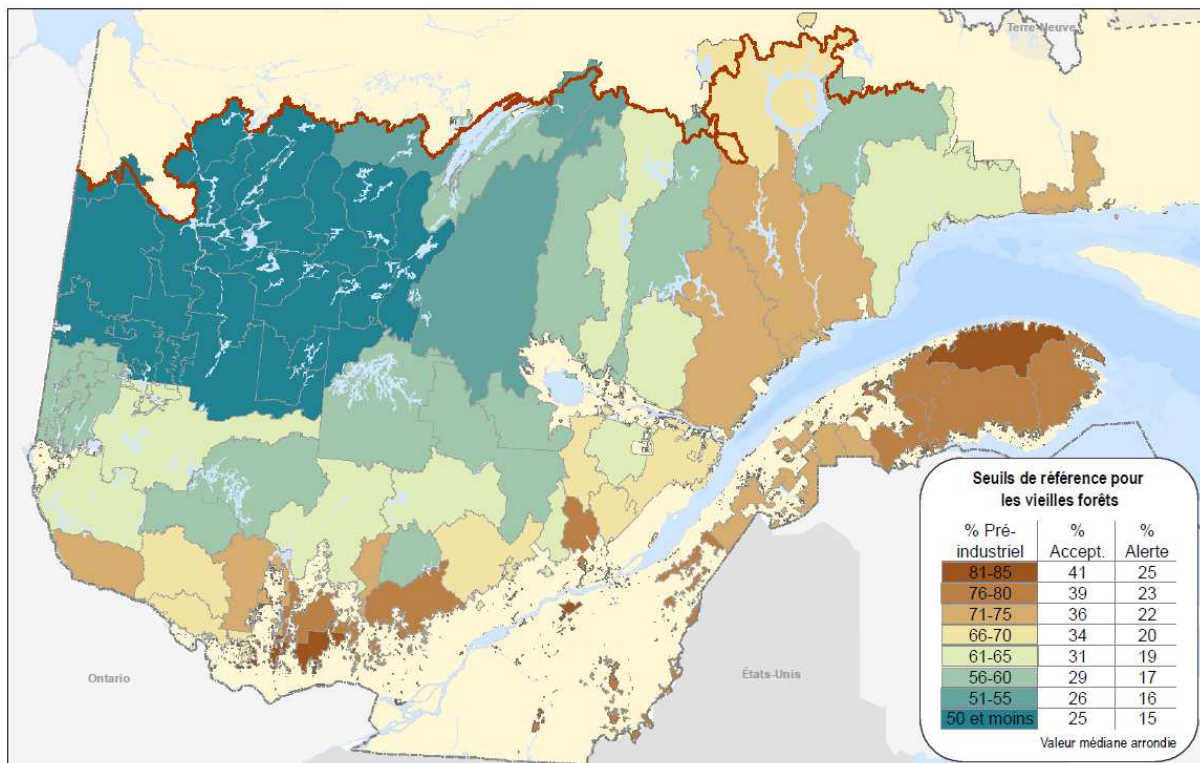 Terre-Neuve
Ontario
États-Unis
Seuils de référence pour
les vieilles forêts
% Pré-
industriel
%
Accept.
%
Alerte
81-85 41 25
76-80 39 23
71-75 36 22
66-70 34 20
61-65 31 19
56-60 29 17
51-55 26 16
50 et moins 25 15
Valeur médiane arrondie